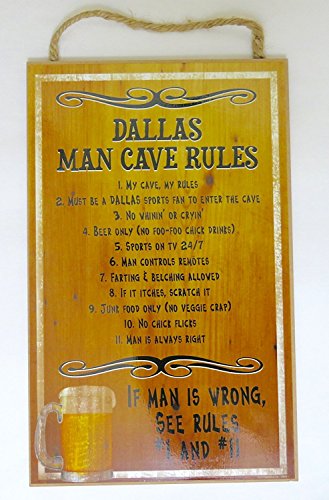 DALLAS
MAN CAVE RULES
1. My cave, my rules
2. Must be a DALLAS sports fan to enter the cave
3. No whinin' or cryin'
4. Beer only (no foo-foo chick drinks)
5. Sports on TV 24/7
6. Man controls remotes
7. Farting & belching allowed
8. If it itches, scratch it
9. Junk food only (no veggie crap)
10. No chick flicks
11. Man is always right
If man is wrong,
See rules
#1 and #11